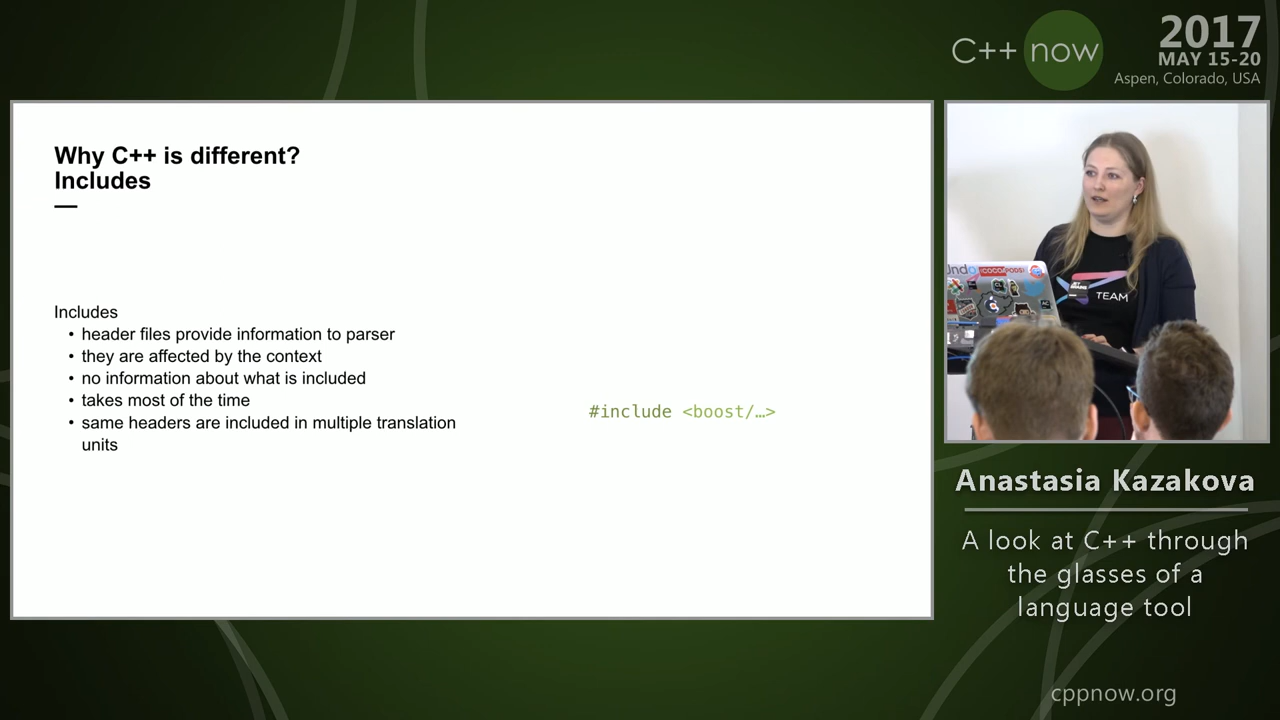 C++ now
2017
MAY 15-20
Aspen, Colorado, USA
Why C++ is different?
Includes
Includes
• header files provide information to parser
• they are affected by the context
• no information about what is included
• takes most of the time
• same headers are included in multiple translation
units
#include <boost/…>
TEAM
Anastasia Kazakova
A look at C++ through
the glasses of a
language tool
cppnow.org